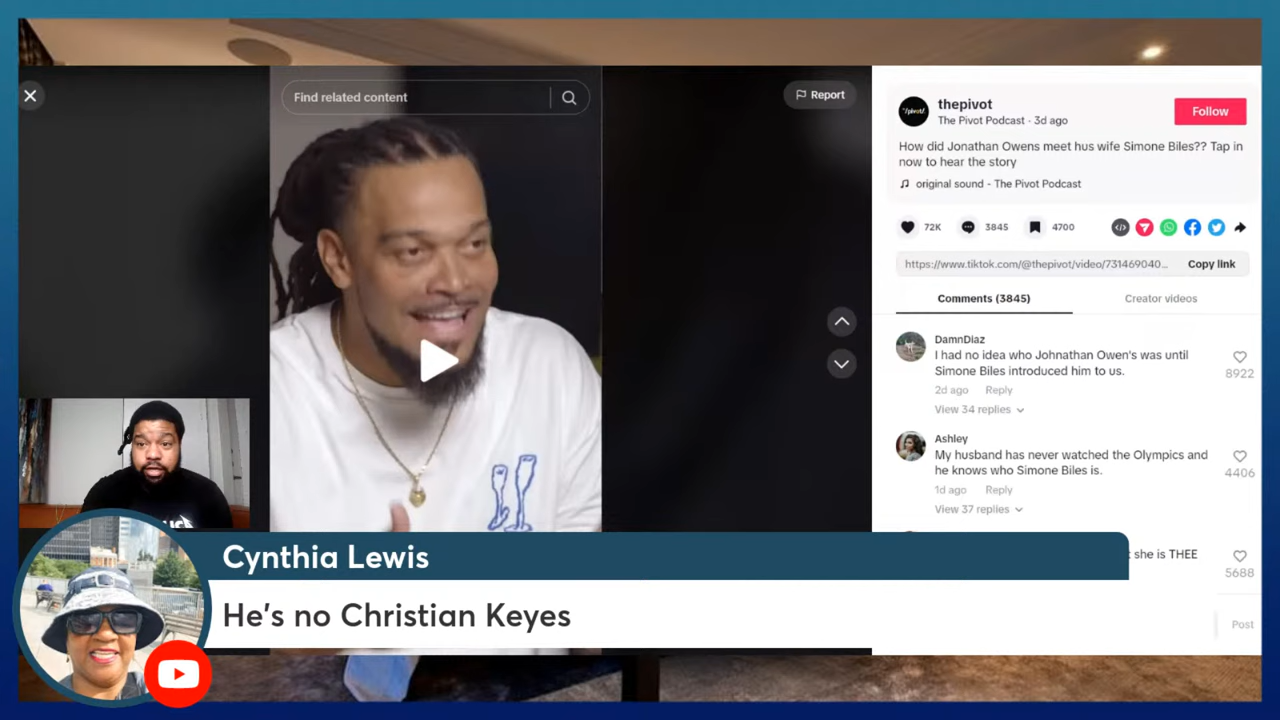 Find related content
Report
/pivot/
thepivot
The Pivot Podcast · 3d ago
Follow
How did Jonathan Owens meet hus wife Simone Biles?? Tap in
now to hear the story
original sound - The Pivot Podcast
72K
3845
4700
https://www.tiktok.com/@thepivot/video/731469040...
Copy link
Comments (3845)
Creator videos
DamnDiaz
I had no idea who Johnathan Owen's was until
Simone Biles introduced him to us.
8922
2d ago Reply
View 34 replies
Ashley
My husband has never watched the Olympics and
he knows who Simone Biles is.
4406
1d ago Reply
View 37 replies
she is THEE
5688
Post
Cynthia Lewis
He's no Christian Keyes